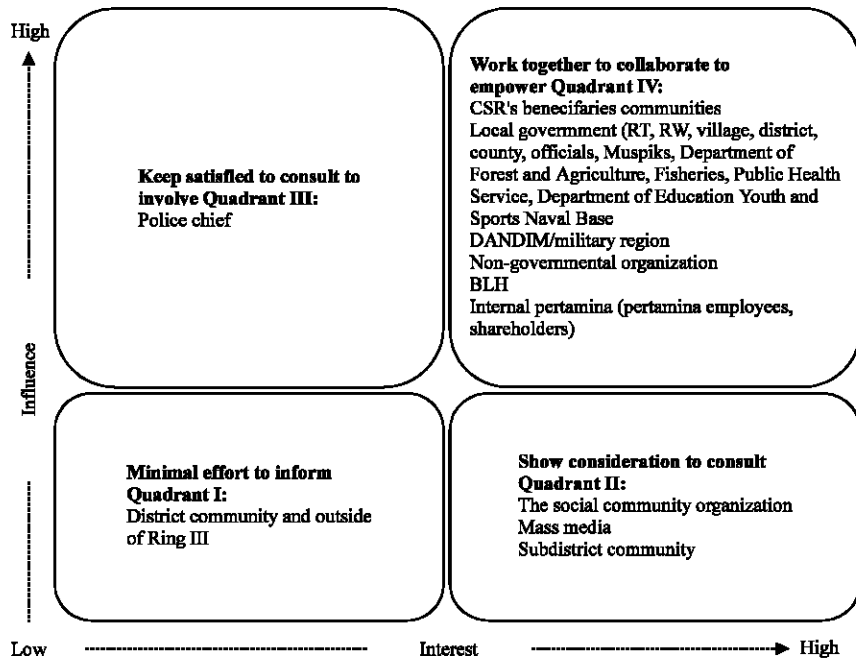 High
Keep satisfied to consult to
involve Quadrant III:
Police chief
Work together to collaborate to
empower Quadrant IV:
CSR's benecifaries communities
Local government (RT, RW, village, district,
county, officials, Muspiks, Department of
Forest and Agriculture, Fisheries, Public Health
Service, Department of Education Youth and
Sports Naval Base
DANDIM/military region
Non-governmental organization
BLH
Internal pertamina (pertamina employees,
shareholders)
Influence
Minimal effort to inform
Quadrant I:
District community and outside
of Ring III
Show consideration to consult
Quadrant II:
The social community organization
Mass media
Subdistrict community
Low
Interest
High